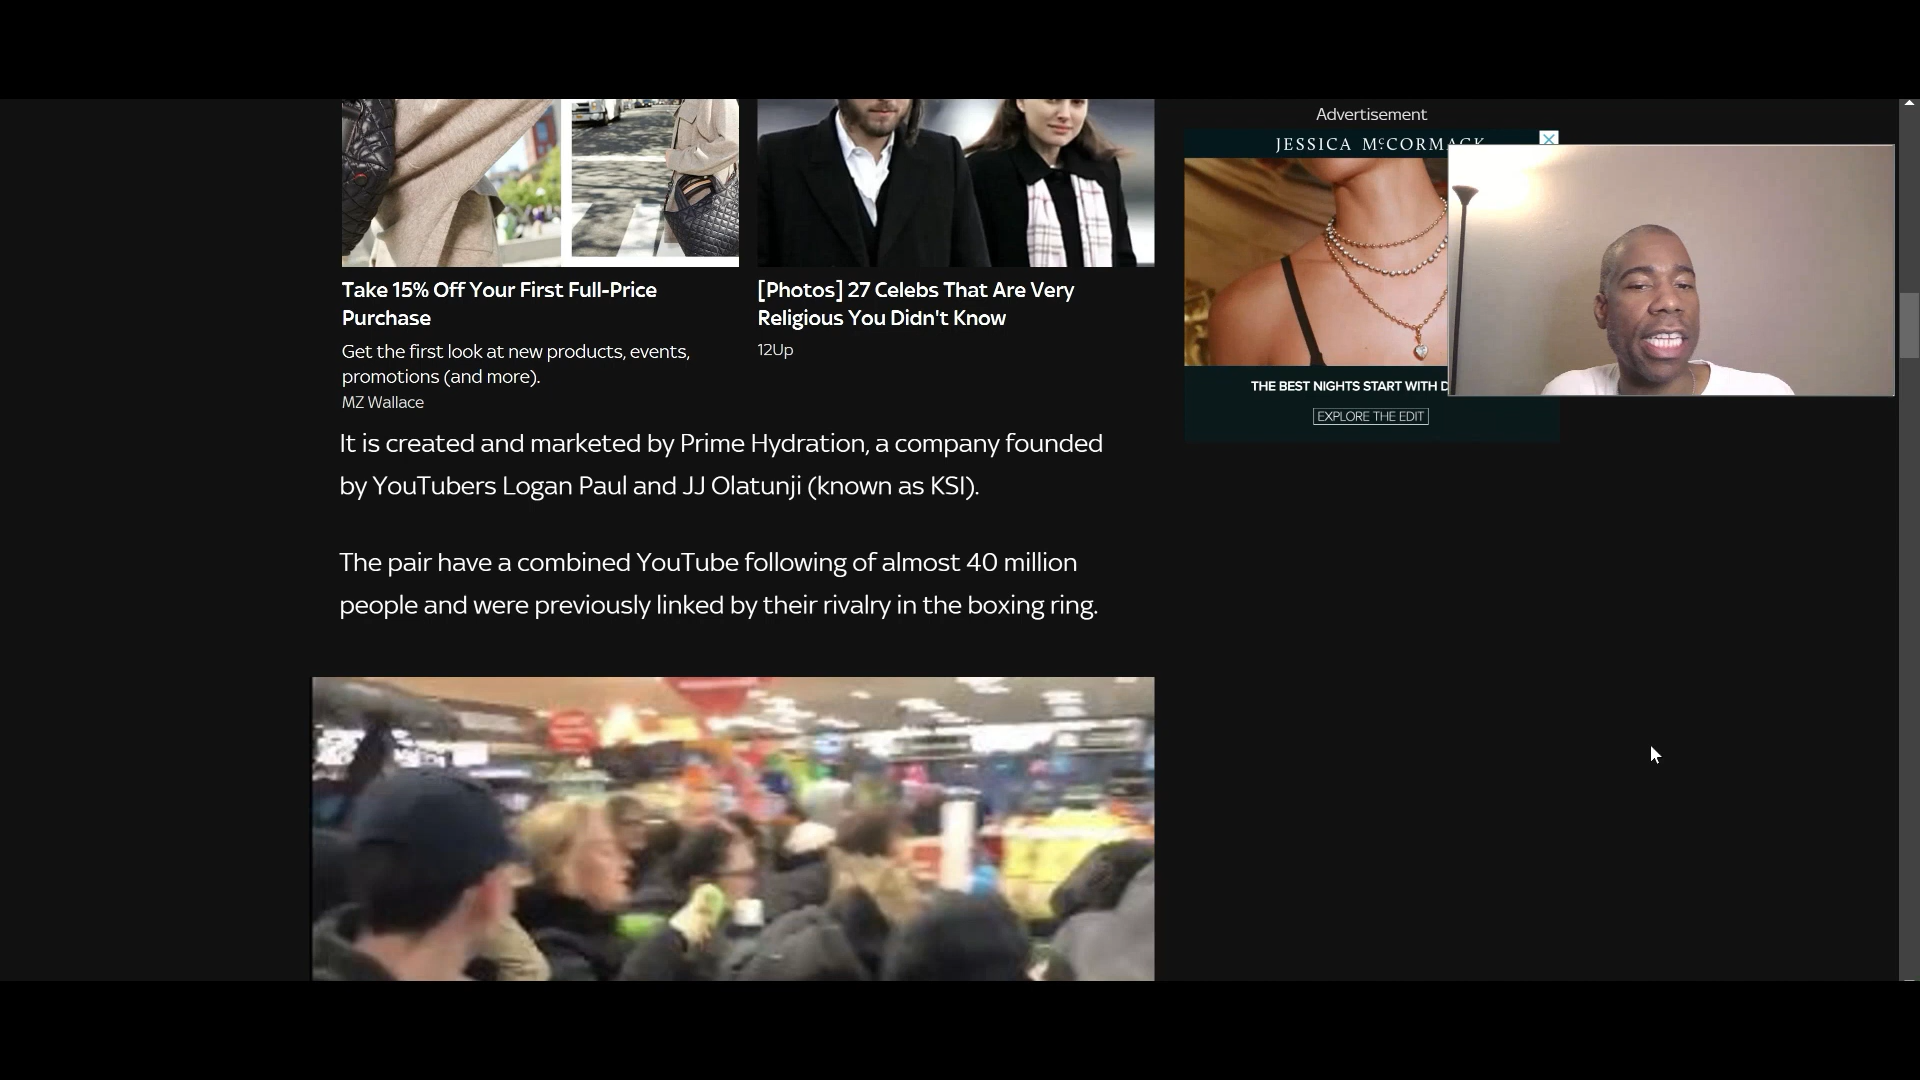 Advertisement
JESSICA McCORMACK
Take 15% Off Your First Full-Price
Purchase
Get the first look at new products, events,
promotions (and more).
MZ Wallace
[Photos] 27 Celebs That Are Very
Religious You Didn't Know
12Up
THE BEST NIGHTS START WITH D
EXPLORE THE EDIT
It is created and marketed by Prime Hydration, a company founded
by YouTubers Logan Paul and JJ Olatunji (known as KSI).
The pair have a combined YouTube following of almost 40 million
people and were previously linked by their rivalry in the boxing ring.